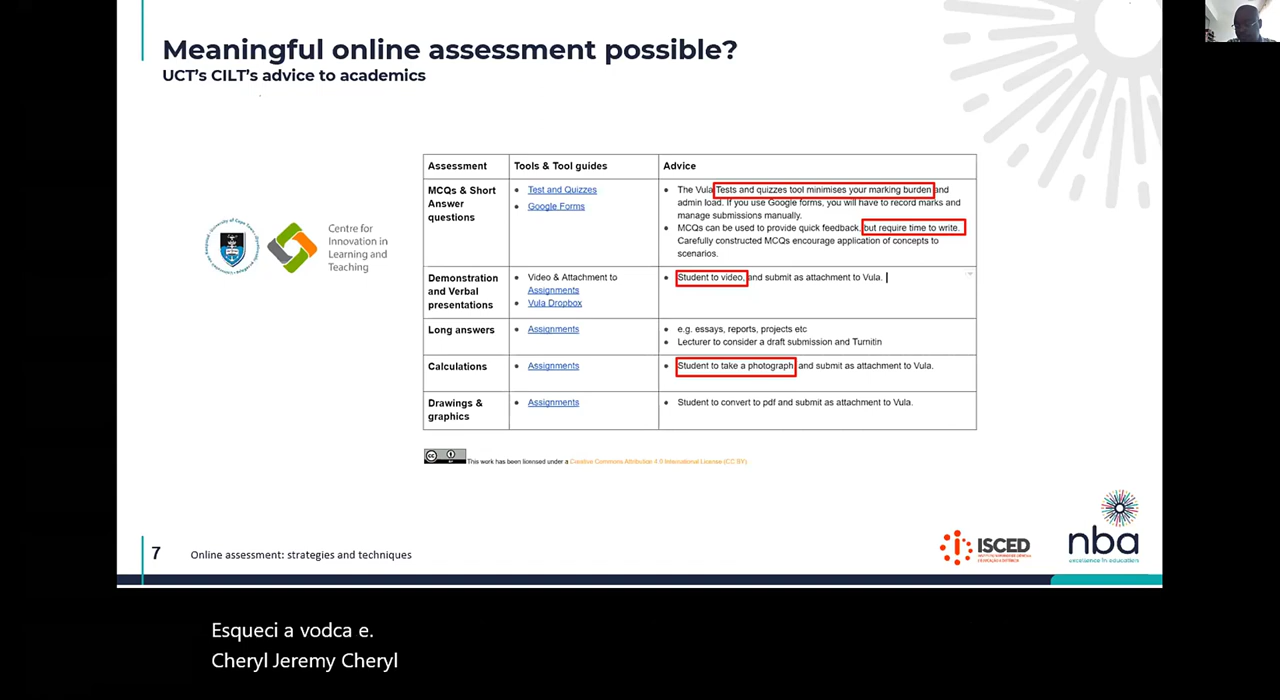 Meaningful online assessment possible?
UCT's CILT's advice to academics
Assessment Tools & Tool guides Advice
MCQs & Short
Answer
questions
• Test and Quizzes
• Google Forms
• The Vula Tests and quizzes tool minimises your marking burden and
admin load. If you use Google forms, you will have to record marks and
manage submissions manually.
• MCQs can be used to provide quick feedback, but require time to write.
Carefully constructed MCQs encourage application of concepts to
scenarios.
Demonstration
and Verbal
presentations
• Video & Attachment to
Assignments
• Vula Dropbox
• Student to video, and submit as attachment to Vula.
Long answers
• Assignments
• e.g. essays, reports, projects etc
• Lecturer to consider a draft submission and Turnitin
Calculations
• Assignments
• Student to take a photograph and submit as attachment to Vula.
Drawings &
graphics
• Assignments
• Student to convert to pdf and submit as attachment to Vula.
Centre for
Innovation in
Learning and
Teaching
This work has been licensed under a Creative Commons Attribution 4.0 International License (CC BY).
7 Online assessment: strategies and techniques
ISCED
nba
excellence in education
Esqueci a vodca e.
Cheryl Jeremy Cheryl